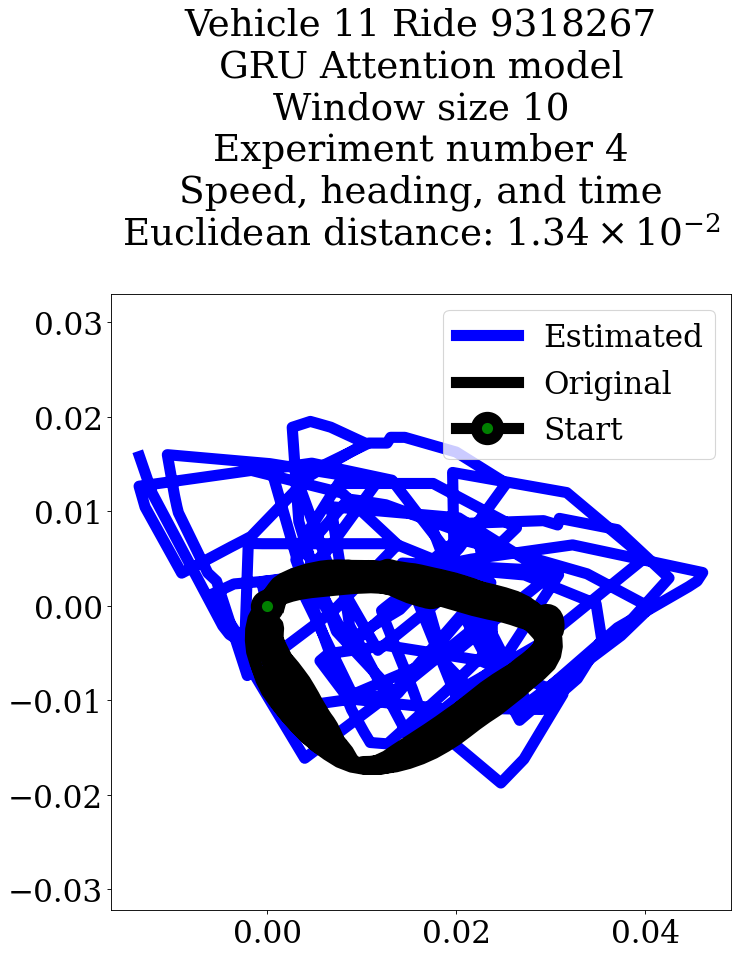 Vehicle 11 Ride 9318267
GRU Attention model
Window size 10
Experiment number 4
Speed, heading, and time
Euclidean distance: 1.34 × 10⁻²
Estimated
Original
Start
0.03
0.02
0.01
0.00
−0.01
−0.02
−0.03
0.00 0.02 0.04